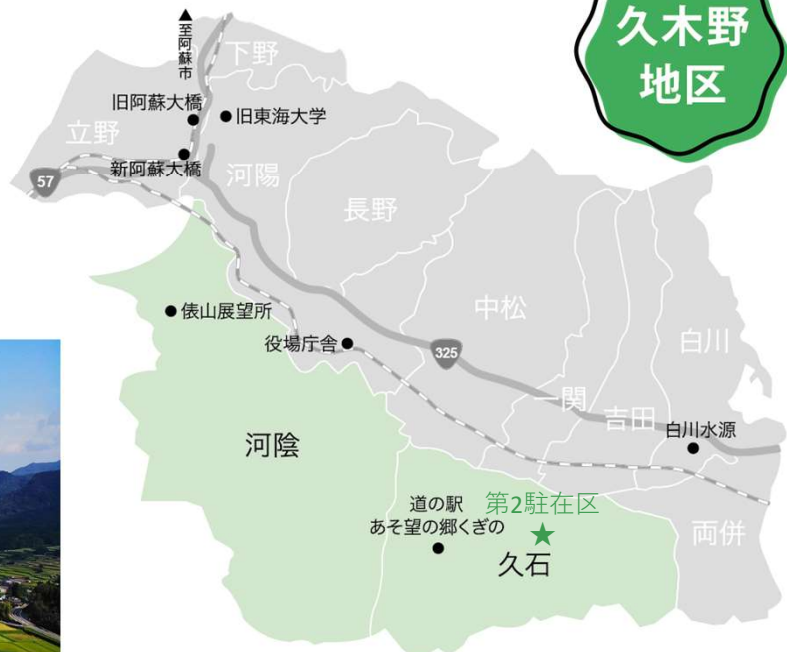 久木野
地区
至阿蘇市
下野
旧阿蘇大橋
旧東海大学
立野
新阿蘇大橋
河陽
57
長野
中松
俵山展望所
役場庁舎
325
白川
一関
吉田
白川水源
河陰
道の駅
あそ望の郷くぎの
第2駐在区
久石
両併